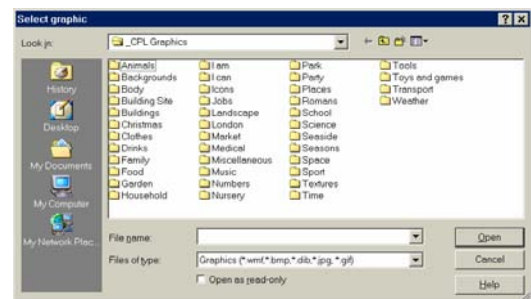 Select graphic
Look in:
_CPL Graphics
History
Desktop
My Documents
My Computer
My Network Plac...
Animals
Backgrounds
Body
Building Site
Buildings
Christmas
Clothes
Drinks
Family
Food
Garden
Household
I am
I can
Icons
Jobs
Landscape
London
Market
Medical
Miscellaneous
Music
Numbers
Nursery
Park
Party
Places
Romans
School
Science
Seaside
Seasons
Space
Sport
Textures
Time
Tools
Toys and games
Transport
Weather
File name:
Open
Files of type:
Graphics (*.wmf,*.bmp,*.dib,*.jpg, *.gif)
Cancel
Open as read-only
Help